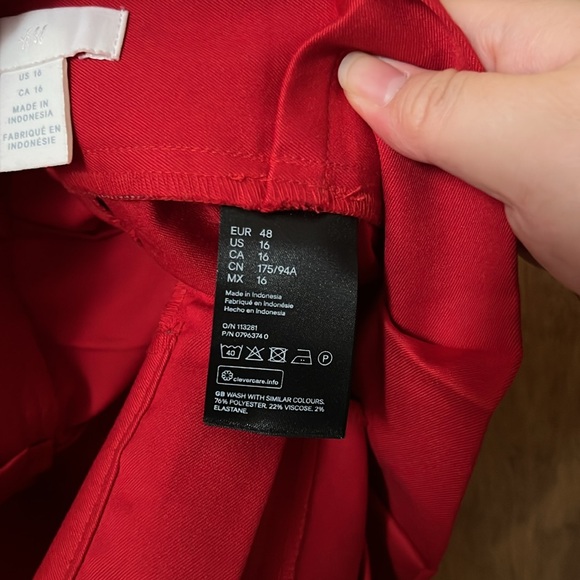 H&M
US 16
CA 16
MADE IN
INDONESIA
FABRIQUÉ EN
INDONÉSIE
EUR 48
US 16
CA 16
CN 175/94A
MX 16
Made in Indonesia
Fabriqué en Indonésie
Hecho en Indonesia
O/N 113281
P/N 0796374 0
40
P
clevercare.info
GB WASH WITH SIMILAR COLOURS.
76% POLYESTER. 22% VISCOSE. 2%
ELASTANE.